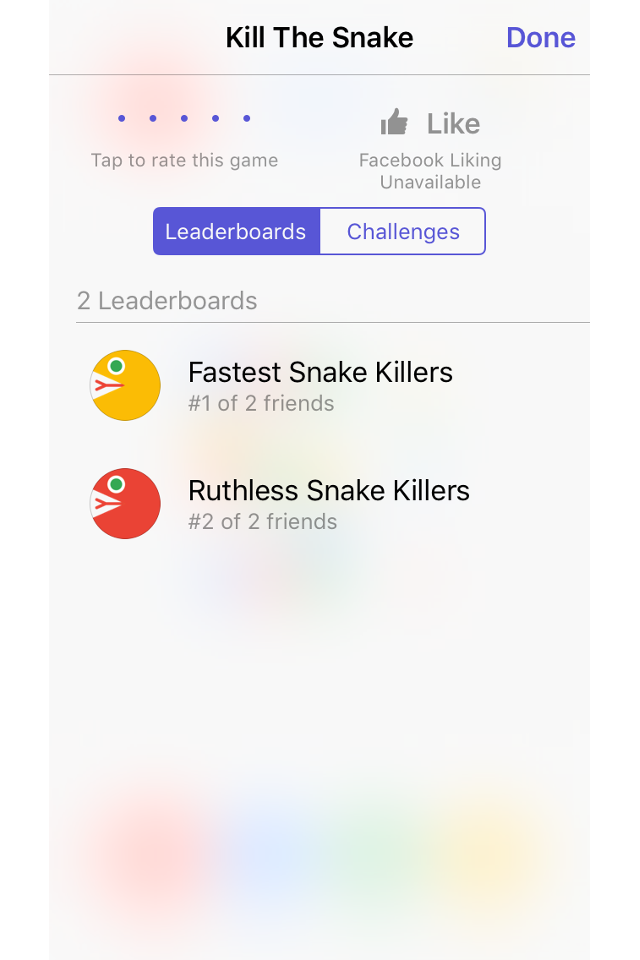 Kill The Snake
Done
Like
Tap to rate this game
Facebook Liking
Unavailable
Leaderboards
Challenges
2 Leaderboards
Fastest Snake Killers
#1 of 2 friends
Ruthless Snake Killers
#2 of 2 friends